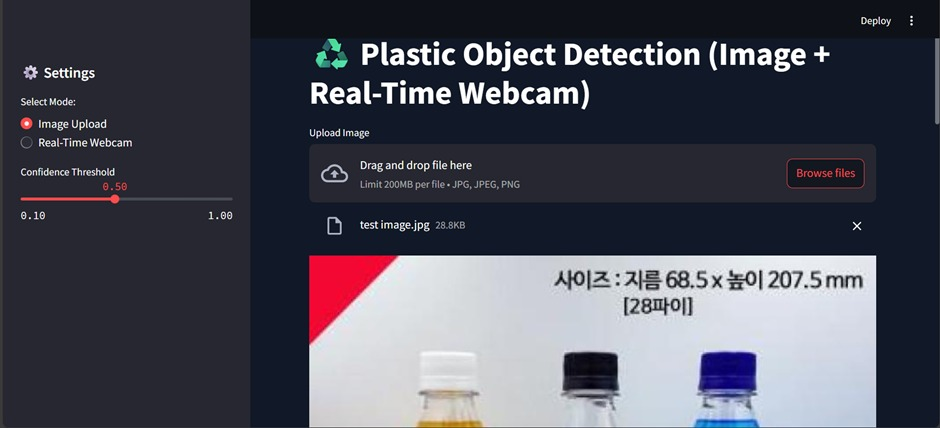 Deploy
Settings
Select Mode:
Image Upload
Real-Time Webcam
Confidence Threshold
0.50
0.10 1.00
Plastic Object Detection (Image +
Real-Time Webcam)
Upload Image
Drag and drop file here
Limit 200MB per file • JPG, JPEG, PNG
Browse files
test image.jpg 28.8KB
사이즈 : 지름 68.5 x 높이 207.5 mm
[28파이]